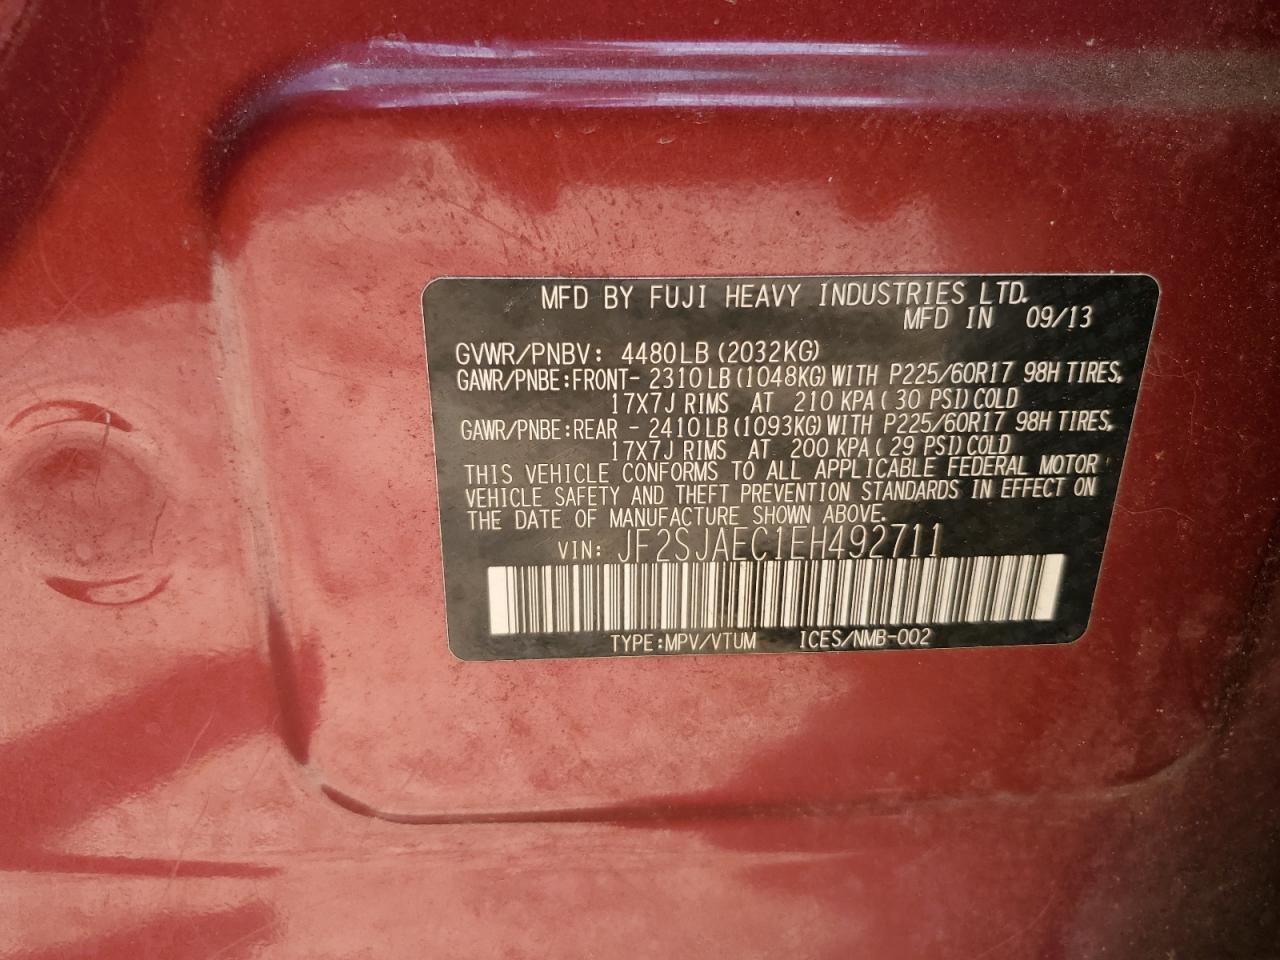 MFD BY FUJI HEAVY INDUSTRIES LTD.
MFD IN 09/13
GVWR/PNBV: 4480LB (2032KG)
GAWR/PNBE:FRONT- 2310LB (1048KG) WITH P225/60R17 98H TIRES,
17X7J RIMS AT 210 KPA( 30 PSI) COLD
GAWR/PNBE:REAR - 2410LB (1093KG) WITH P225/60R17 98H TIRES,
17X7J RIMS AT 200 KPA( 29 PSI) COLD
THIS VEHICLE CONFORMS TO ALL APPLICABLE FEDERAL MOTOR
VEHICLE SAFETY AND THEFT PREVENTION STANDARDS IN EFFECT ON
THE DATE OF MANUFACTURE SHOWN ABOVE.
VIN: JF2SJAEC1EH492711
TYPE:MPV/VTUM ICES/NMB-002